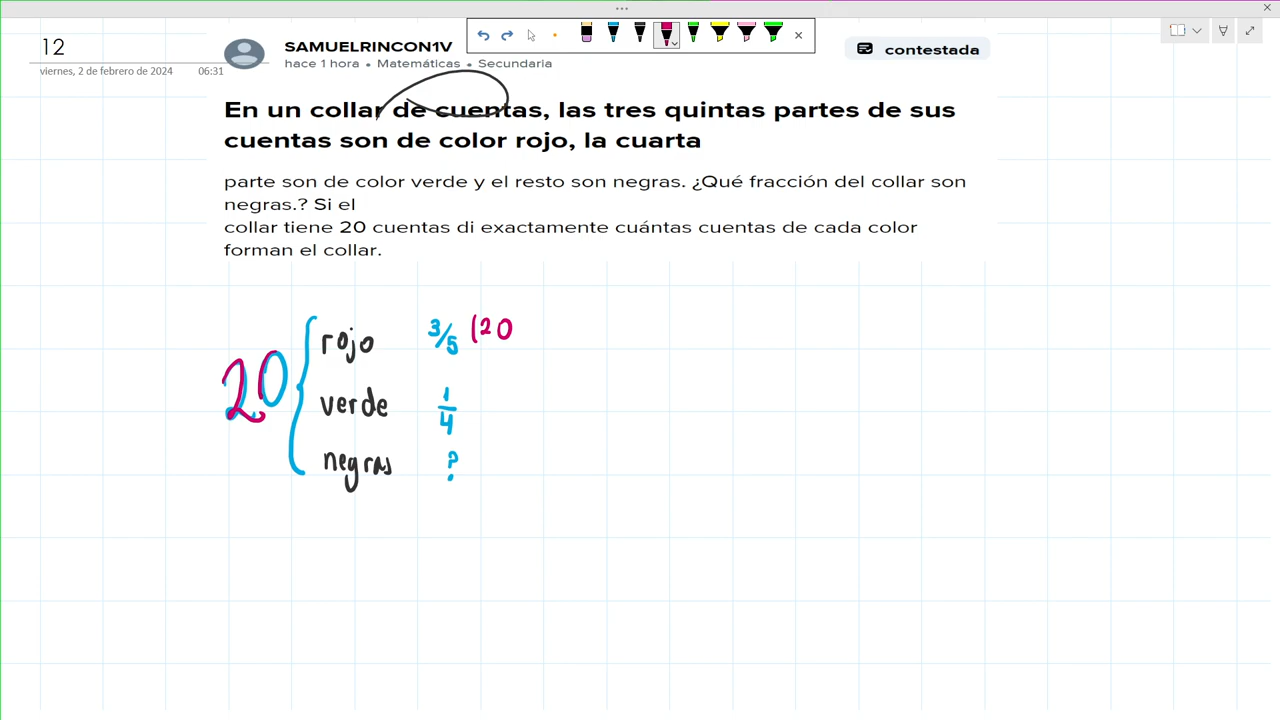 12
viernes, 2 de febrero de 2024 06:31
SAMUELRINCON1V
hace 1 hora • Matemáticas • Secundaria
contestada
En un collar de cuentas, las tres quintas partes de sus
cuentas son de color rojo, la cuarta
parte son de color verde y el resto son negras. ¿Qué fracción del collar son
negras.? Si el
collar tiene 20 cuentas di exactamente cuántas cuentas de cada color
forman el collar.
20
rojo 3/5 (20
verde 1/4
negras ?